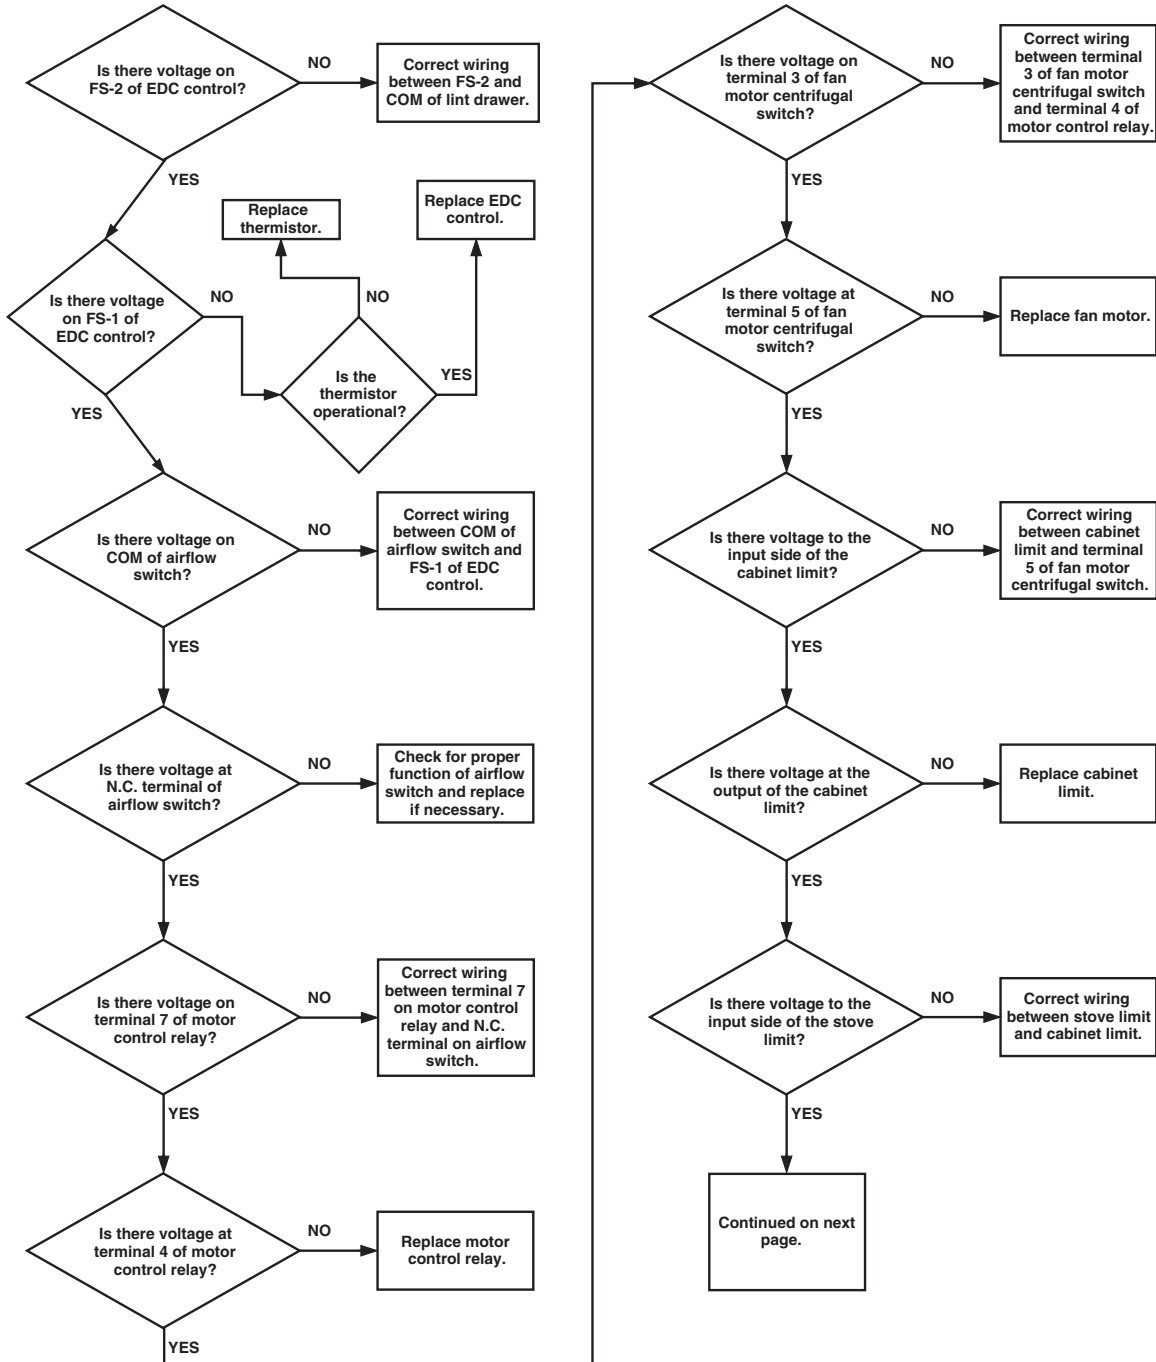 Is there voltage on
FS-2 of EDC control?
NO
Correct wiring
between FS-2 and
COM of lint drawer.
YES
Is there voltage
on FS-1 of
EDC control?
NO
Replace
thermistor.
Replace EDC
control.
NO
YES
Is the
thermistor
operational?
YES
Is there voltage on
COM of airflow
switch?
NO
Correct wiring
between COM of
airflow switch and
FS-1 of EDC
control.
YES
Is there voltage at
N.C. terminal of
airflow switch?
NO
Check for proper
function of airflow
switch and replace
if necessary.
YES
Is there voltage on
terminal 7 of motor
control relay?
NO
Correct wiring
between terminal 7
on motor control
relay and N.C.
terminal on airflow
switch.
YES
Is there voltage at
terminal 4 of motor
control relay?
NO
Replace motor
control relay.
YES
Is there voltage on
terminal 3 of fan
motor centrifugal
switch?
NO
Correct wiring
between terminal
3 of fan motor
centrifugal switch
and terminal 4 of
motor control relay.
YES
Is there voltage at
terminal 5 of fan
motor centrifugal
switch?
NO
Replace fan motor.
YES
Is there voltage to the
input side of the
cabinet limit?
NO
Correct wiring
between cabinet
limit and terminal
5 of fan motor
centrifugal switch.
YES
Is there voltage at the
output of the cabinet
limit?
NO
Replace cabinet
limit.
YES
Is there voltage to the
input side of the stove
limit?
NO
Correct wiring
between stove limit
and cabinet limit.
YES
Continued on next
page.